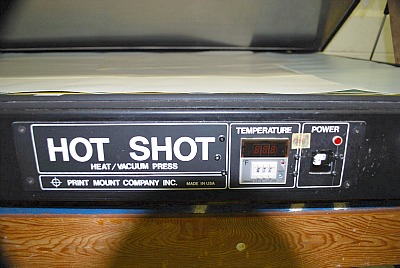 HOT SHOT
HEAT/VACUUM PRESS
PRINT MOUNT COMPANY INC.
MADE IN USA
TEMPERATURE
POWER